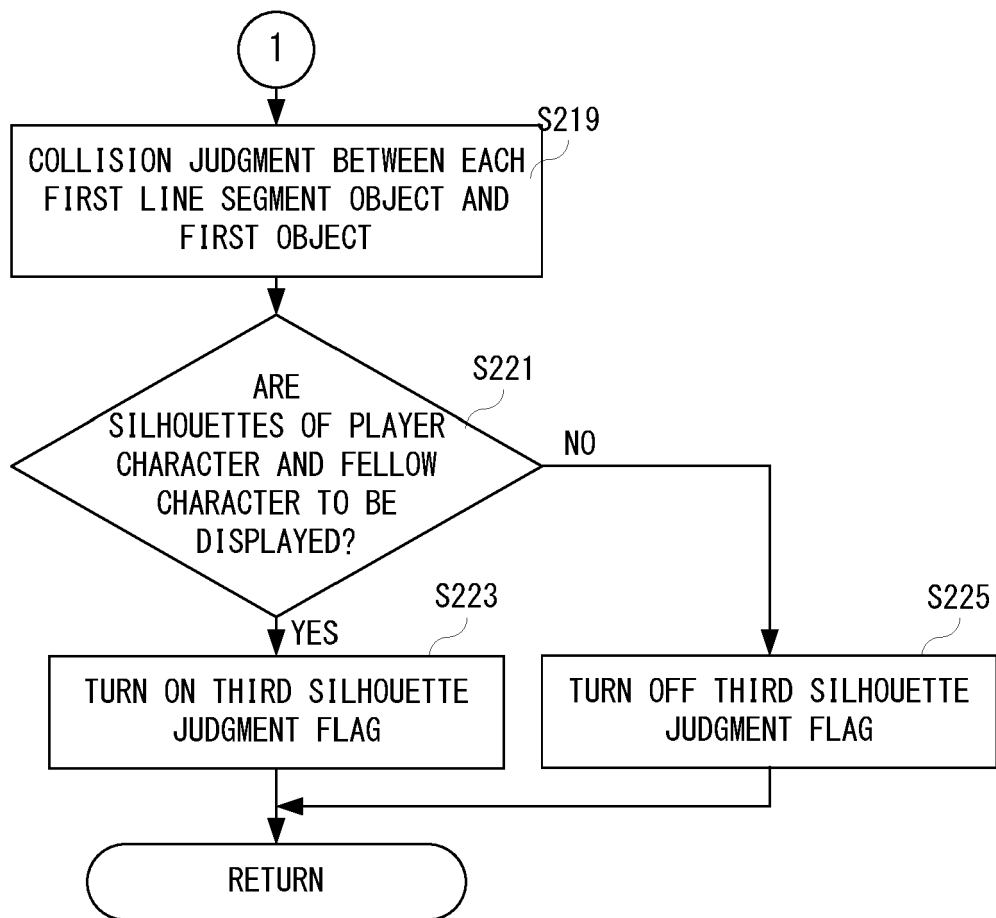 1
S219
COLLISION JUDGMENT BETWEEN EACH
FIRST LINE SEGMENT OBJECT AND
FIRST OBJECT
S221
ARE
SILHOUETTES OF PLAYER
CHARACTER AND FELLOW
CHARACTER TO BE
DISPLAYED?
NO
YES
S223
TURN ON THIRD SILHOUETTE
JUDGMENT FLAG
S225
TURN OFF THIRD SILHOUETTE
JUDGMENT FLAG
RETURN